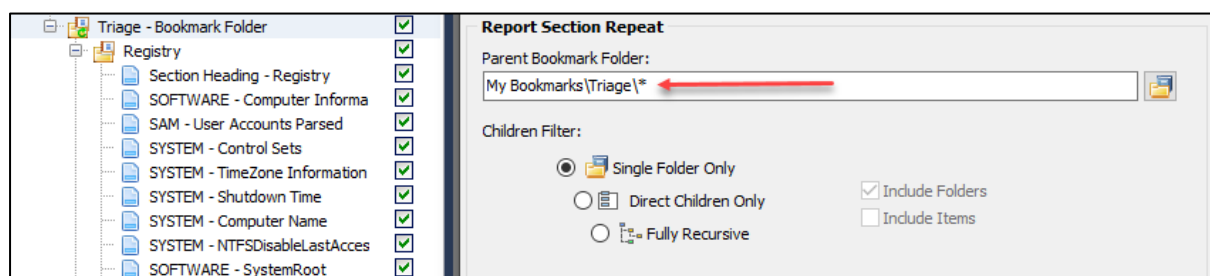 Triage - Bookmark Folder
Registry
Section Heading - Registry
SOFTWARE - Computer Informa
SAM - User Accounts Parsed
SYSTEM - Control Sets
SYSTEM - TimeZone Information
SYSTEM - Shutdown Time
SYSTEM - Computer Name
SYSTEM - NTFSDisableLastAcces
SOFTWARE - SystemRoot
Report Section Repeat
Parent Bookmark Folder:
My Bookmarks\Triage\*
Children Filter:
Single Folder Only
Direct Children Only
Fully Recursive
Include Folders
Include Items